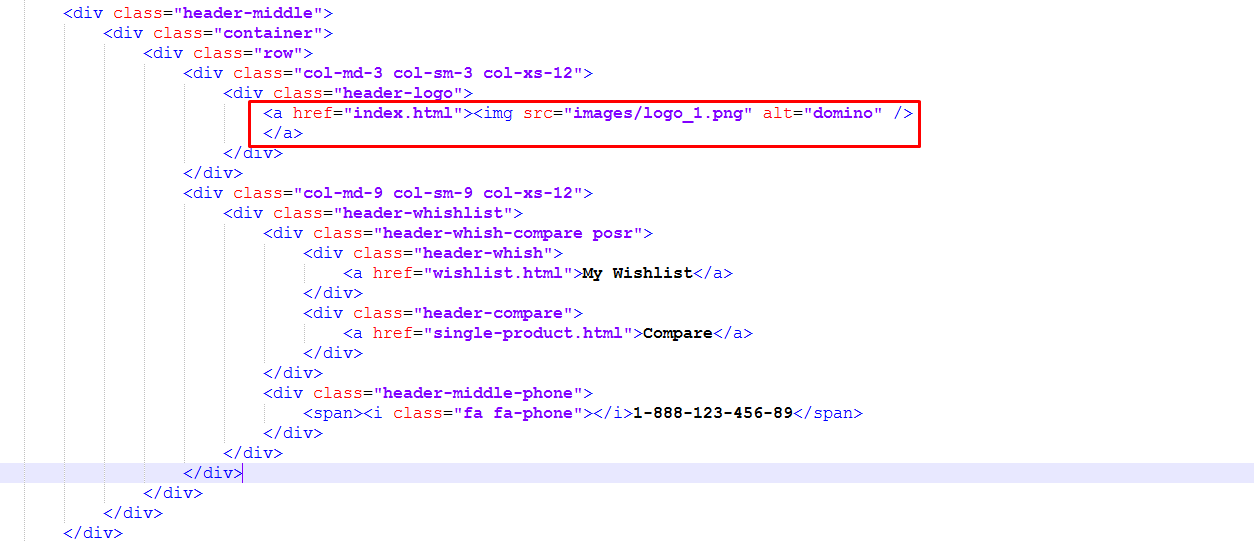 <div class="header-middle">
<div class="container">
<div class="row">
<div class="col-md-3 col-sm-3 col-xs-12">
<div class="header-logo">
<a href="index.html"><img src="images/logo_1.png" alt="domino" />
</a>
</div>
</div>
<div class="col-md-9 col-sm-9 col-xs-12">
<div class="header-whishlist">
<div class="header-whish-compare posr">
<div class="header-whish">
<a href="wishlist.html">My Wishlist</a>
</div>
<div class="header-compare">
<a href="single-product.html">Compare</a>
</div>
</div>
<div class="header-middle-phone">
<span><i class="fa fa-phone"></i>1-888-123-456-89</span>
</div>
</div>
</div>
</div>
</div>
</div>